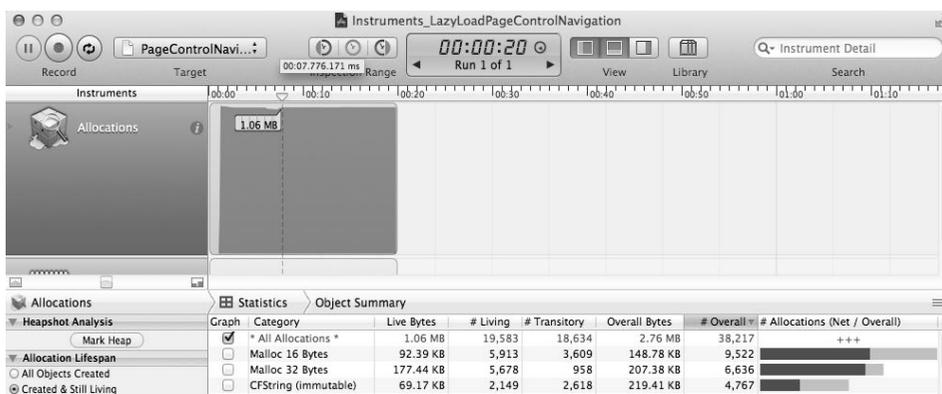 Instruments_LazyLoadPageControlNavigation
PageControlNavi...
00:00:20
Run 1 of 1
Instrument Detail
00:07.776.171 ms
Record
Target
Inspection Range
View
Library
Search
Instruments
00:00 00:10 00:20 00:30 00:40 00:50 01:00 01:10
Allocations
1.06 MB
Allocations
Statistics
Object Summary
Heapshot Analysis
Mark Heap
Allocation Lifespan
All Objects Created
Created & Still Living
Graph Category Live Bytes # Living # Transitory Overall Bytes # Overall # Allocations (Net / Overall)
* All Allocations * 1.06 MB 19,583 18,634 2.76 MB 38,217 +++
Malloc 16 Bytes 92.39 KB 5,913 3,609 148.78 KB 9,522
Malloc 32 Bytes 177.44 KB 5,678 958 207.38 KB 6,636
CFString (immutable) 69.17 KB 2,149 2,618 219.41 KB 4,767